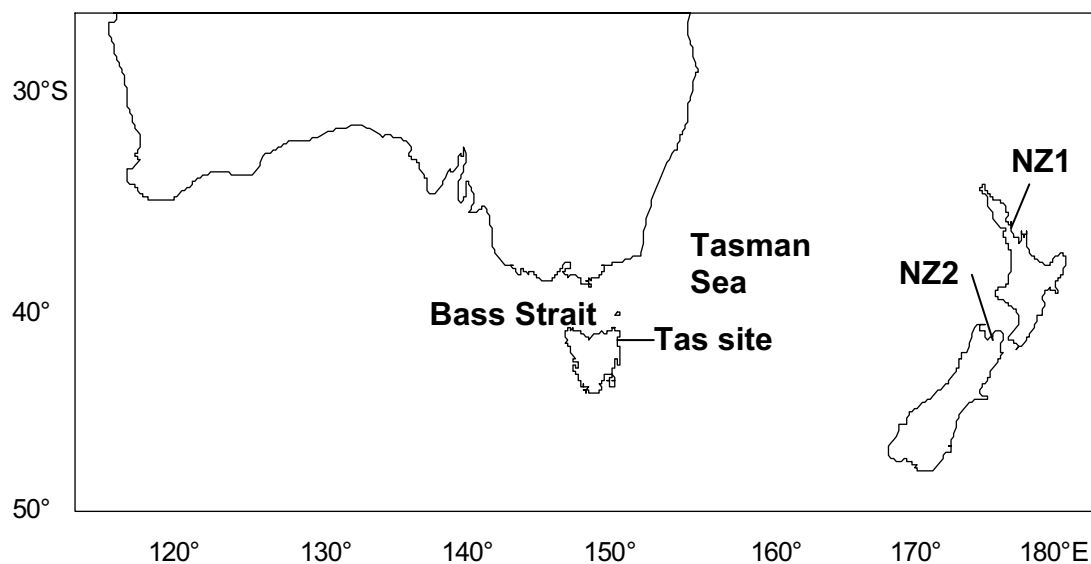 30°S
NZ1
Tasman
Sea
NZ2
40°
Bass Strait
Tas site
50°
120°
130°
140°
150°
160°
170°
180°E